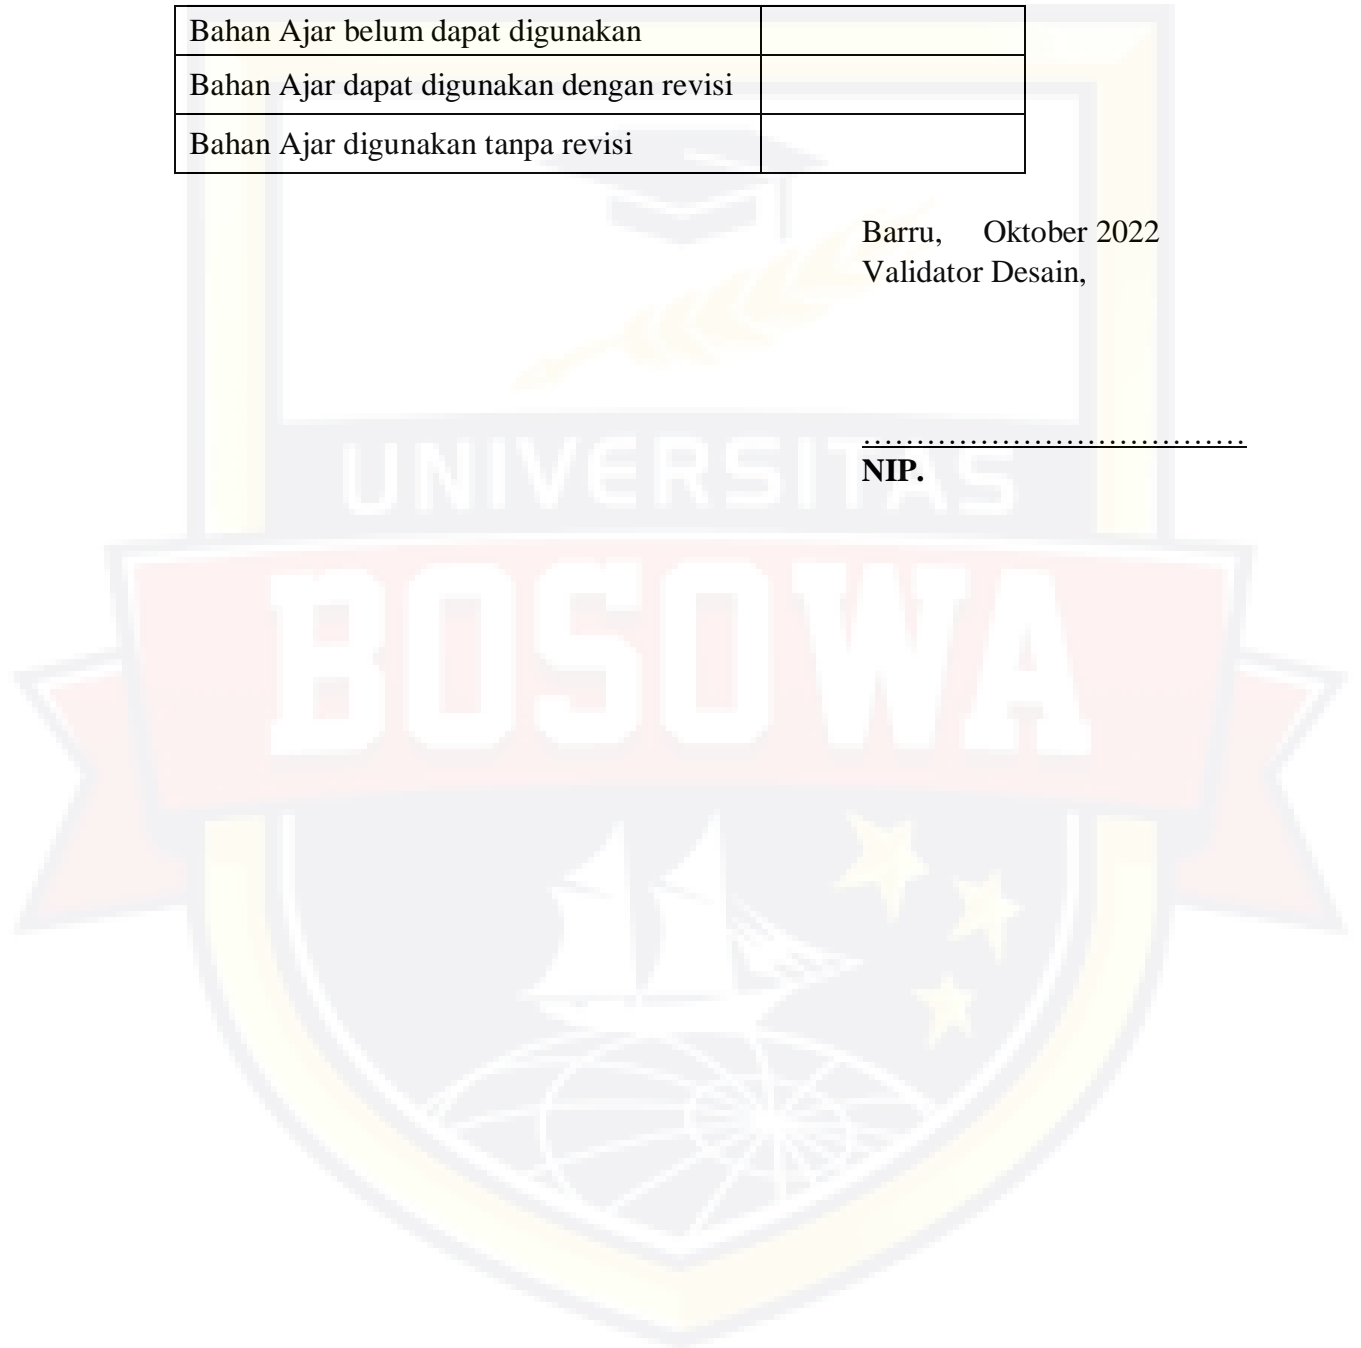 Bahan Ajar belum dapat digunakan
Bahan Ajar dapat digunakan dengan revisi
Bahan Ajar digunakan tanpa revisi
Barru, Oktober 2022
Validator Desain,
....................................
NIP.
UNIVERSITAS
BOSOWA